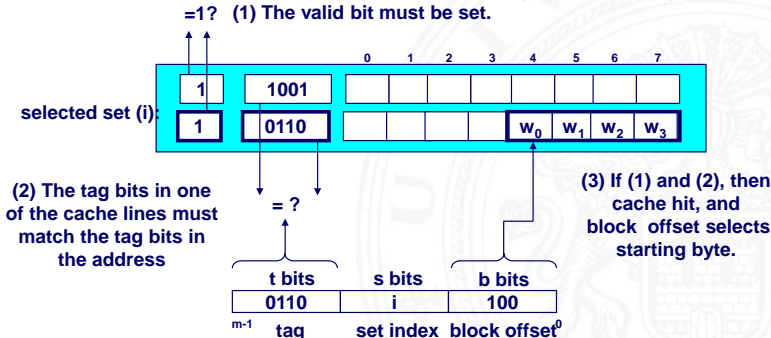 =1? (1) The valid bit must be set.
0 1 2 3 4 5 6 7
1 1001
selected set (i):
1 0110 w0 w1 w2 w3
(2) The tag bits in one
of the cache lines must
match the tag bits in
the address
= ?
(3) If (1) and (2), then
cache hit, and
block offset selects
starting byte.
t bits s bits b bits
0110 i 100
m-1 tag set index block offset 0